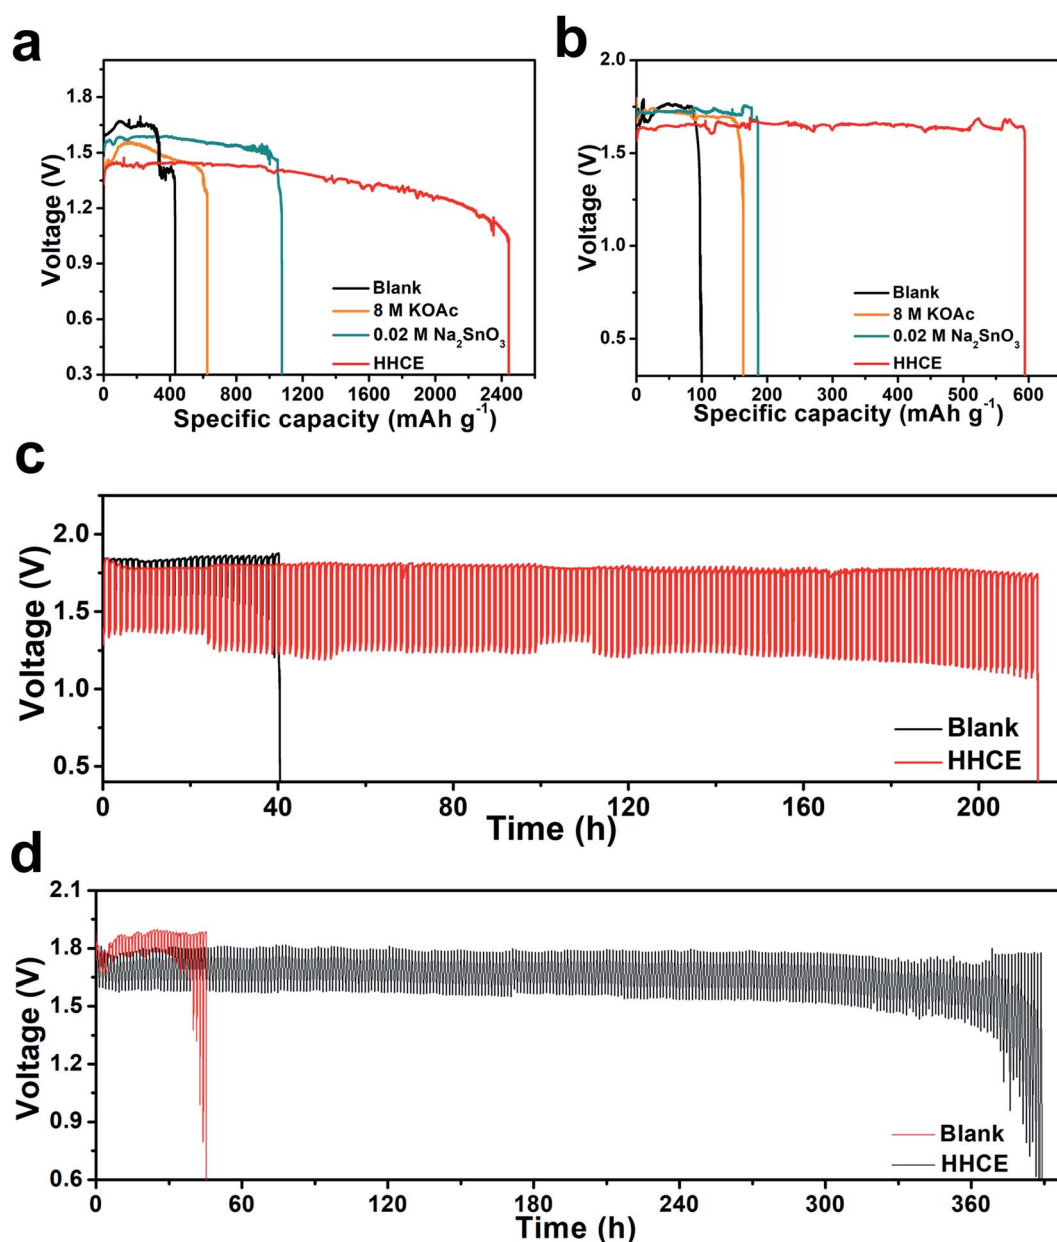 a
Voltage (V)
1.8
1.5
1.2
0.9
0.6
0.3
Blank
8 M KOAc
0.02 M Na₂SnO₃
HHCE
0 400 800 1200 1600 2000 2400
Specific capacity (mAh g⁻¹)
b
Voltage (V)
2.0
1.5
1.0
0.5
Blank
8 M KOAc
0.02 M Na₂SnO₃
HHCE
0 100 200 300 400 500 600
Specific capacity (mAh g⁻¹)
c
Voltage (V)
2.0
1.5
1.0
0.5
Blank
HHCE
0 40 80 120 160 200
Time (h)
d
Voltage (V)
2.1
1.8
1.5
1.2
0.9
0.6
Blank
HHCE
0 60 120 180 240 300 360
Time (h)